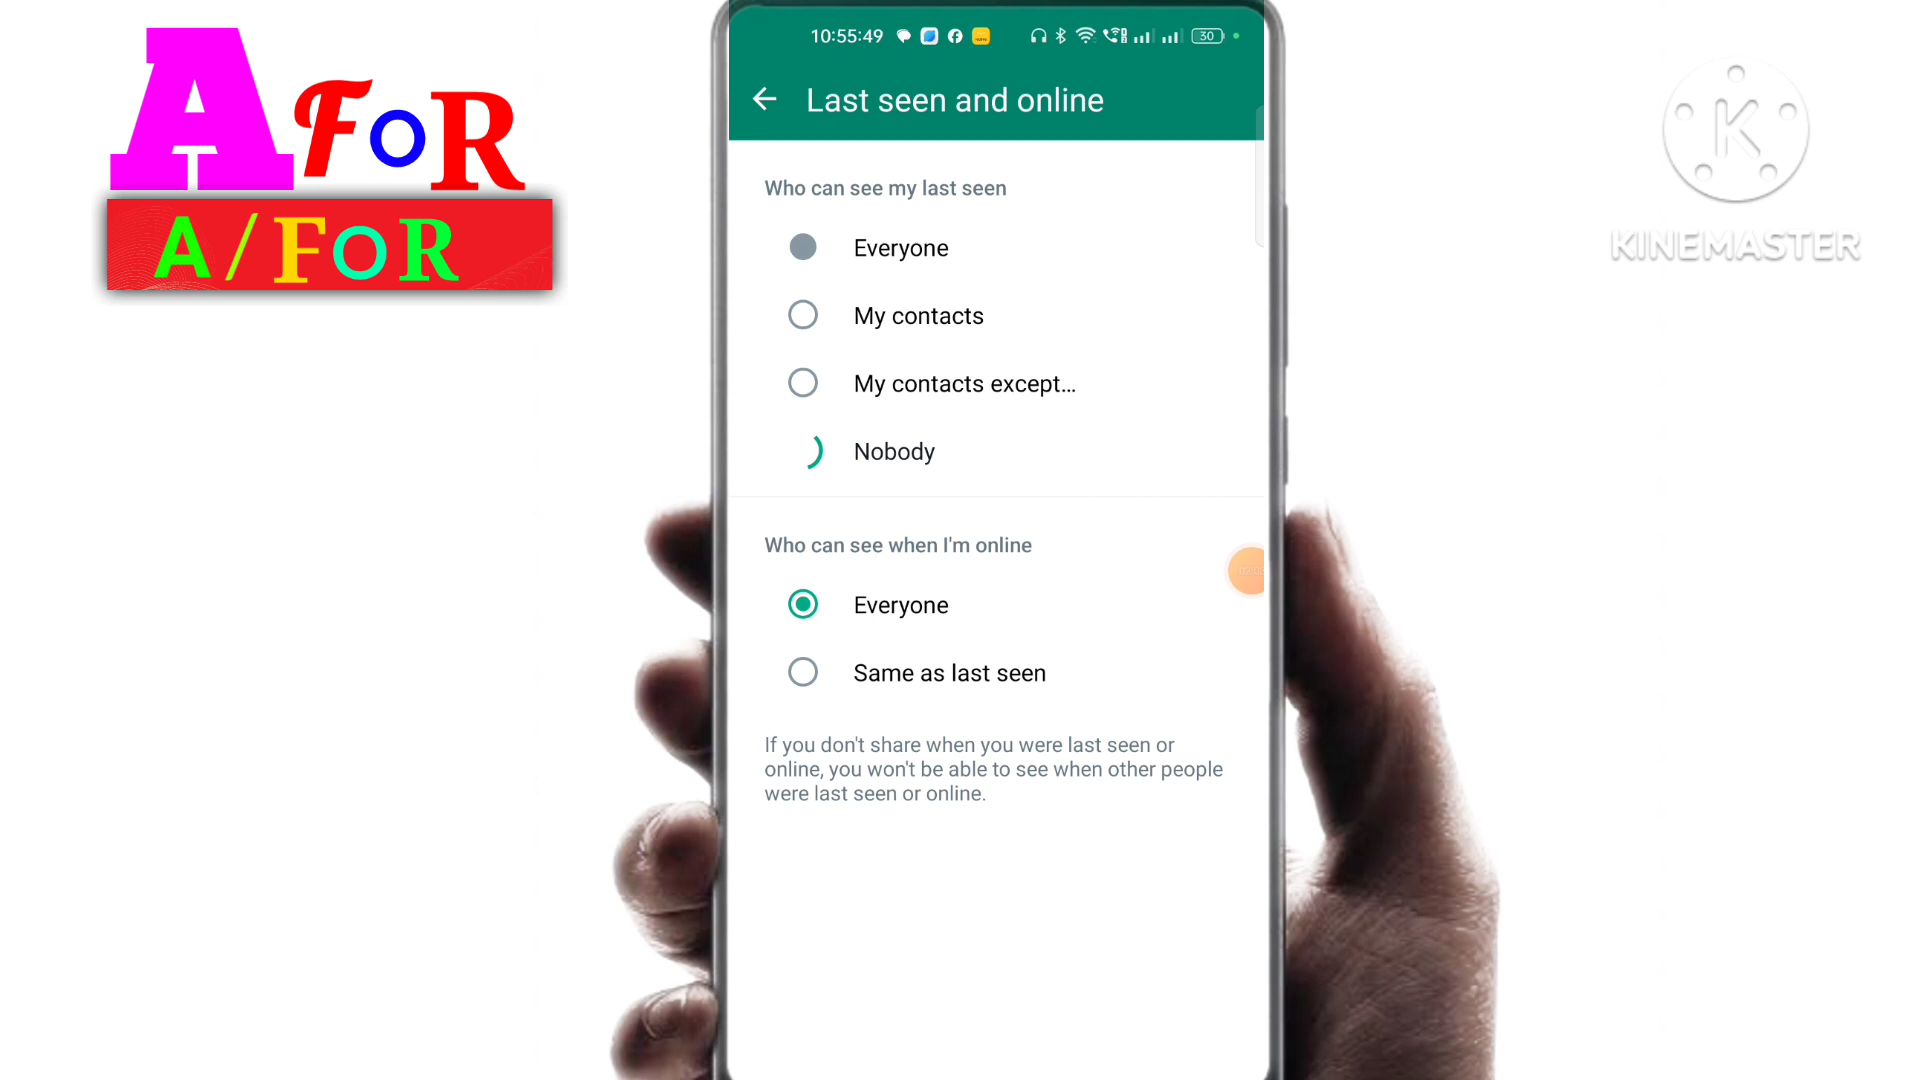 A FOR
A/FOR
10:55:49
30
Last seen and online
Who can see my last seen
Everyone
My contacts
My contacts except...
Nobody
Who can see when I'm online
Everyone
Same as last seen
If you don't share when you were last seen or
online, you won't be able to see when other people
were last seen or online.
K
KINEMASTER